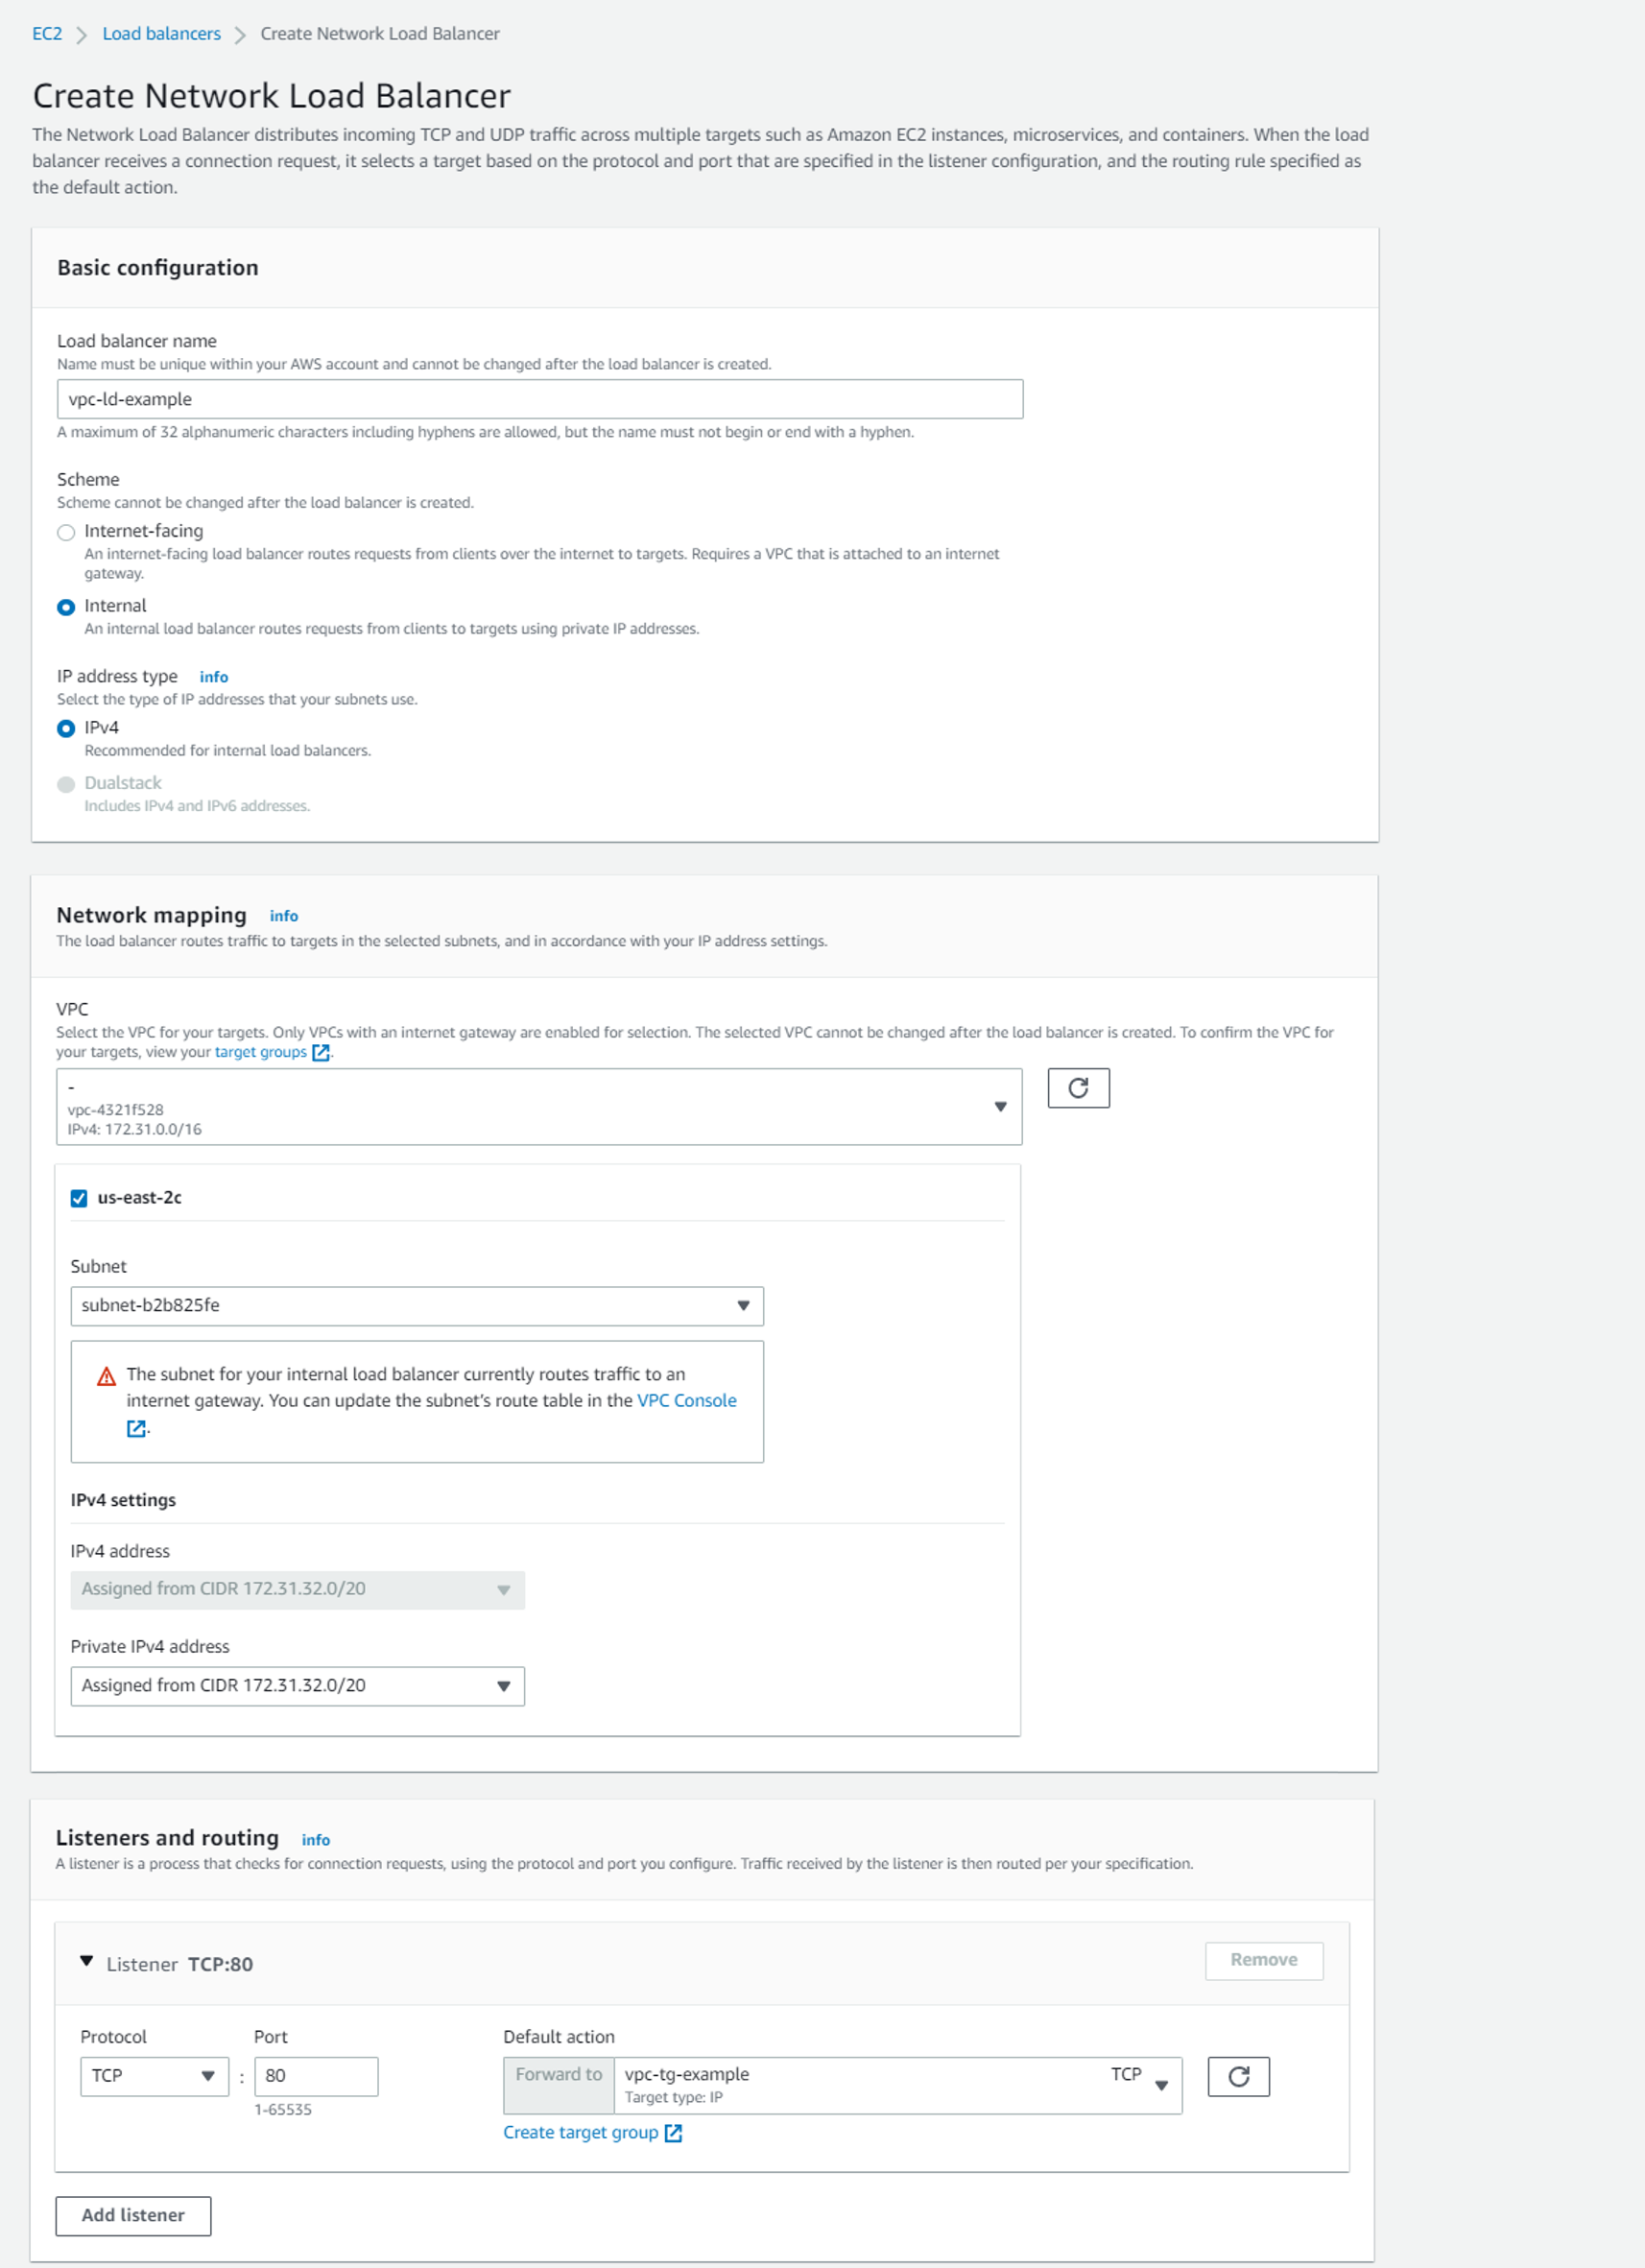 EC2 > Load balancers > Create Network Load Balancer
Create Network Load Balancer
The Network Load Balancer distributes incoming TCP and UDP traffic across multiple targets such as Amazon EC2 instances, microservices, and containers. When the load
balancer receives a connection request, it selects a target based on the protocol and port that are specified in the listener configuration, and the routing rule specified as
the default action.
Basic configuration
Load balancer name
Name must be unique within your AWS account and cannot be changed after the load balancer is created.
vpc-ld-example
A maximum of 32 alphanumeric characters including hyphens are allowed, but the name must not begin or end with a hyphen.
Scheme
Scheme cannot be changed after the load balancer is created.
Internet-facing
An internet-facing load balancer routes requests from clients over the internet to targets. Requires a VPC that is attached to an internet
gateway.
Internal
An internal load balancer routes requests from clients to targets using private IP addresses.
IP address type info
Select the type of IP addresses that your subnets use.
IPv4
Recommended for internal load balancers.
Dualstack
Includes IPv4 and IPv6 addresses.
Network mapping info
The load balancer routes traffic to targets in the selected subnets, and in accordance with your IP address settings.
VPC
Select the VPC for your targets. Only VPCs with an internet gateway are enabled for selection. The selected VPC cannot be changed after the load balancer is created. To confirm the VPC for
your targets, view your target groups.
-
vpc-4321f528
IPv4: 172.31.0.0/16
us-east-2c
Subnet
subnet-b2b825fe
The subnet for your internal load balancer currently routes traffic to an
internet gateway. You can update the subnet's route table in the VPC Console
.
IPv4 settings
IPv4 address
Assigned from CIDR 172.31.32.0/20
Private IPv4 address
Assigned from CIDR 172.31.32.0/20
Listeners and routing info
A listener is a process that checks for connection requests, using the protocol and port you configure. Traffic received by the listener is then routed per your specification.
Listener TCP:80
Remove
Protocol Port Default action
TCP : 80 Forward to vpc-tg-example TCP
Target type: IP
1-65535
Create target group
Add listener